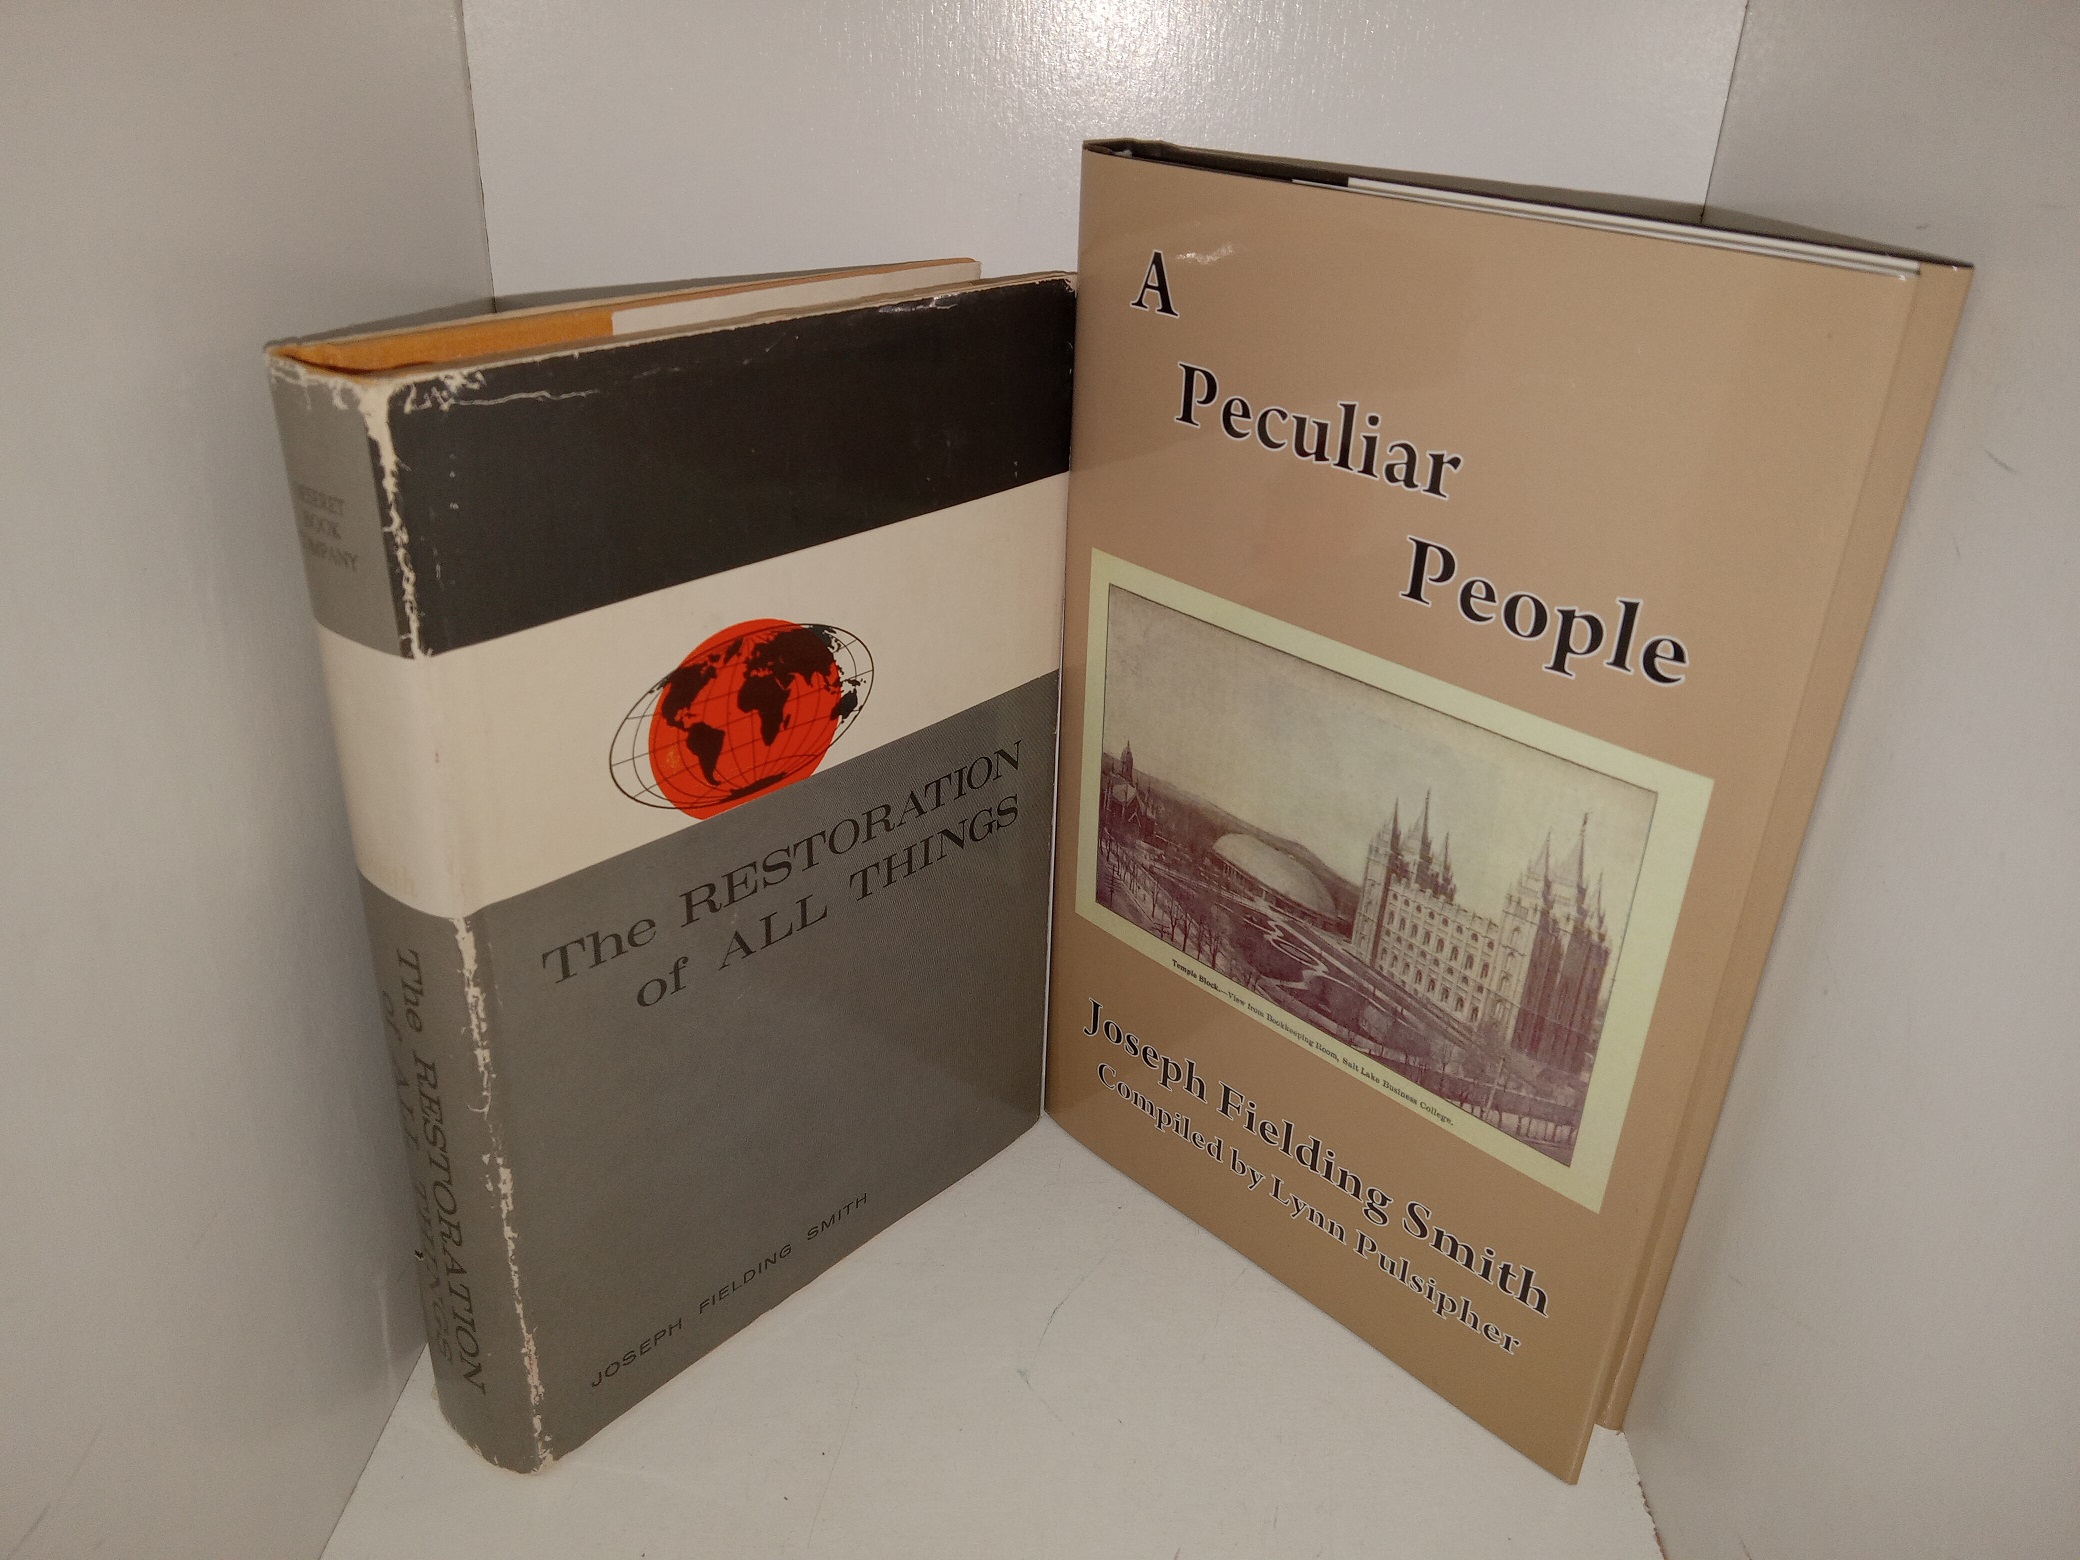 DESERET
BOOK
COMPANY
The RESTORATION
of ALL THINGS
The RESTORATION
of ALL THINGS
JOSEPH FIELDING SMITH
A
Peculiar
People
Temple Block.—View from Bookkeeping Room, Salt Lake Business College.
Joseph Fielding Smith
Compiled by Lynn Pulsipher